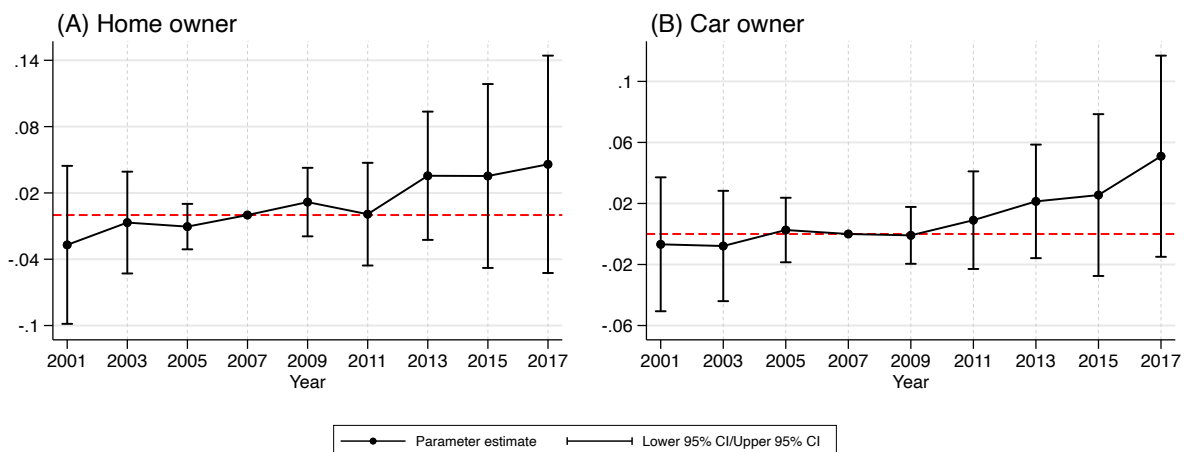 (A) Home owner
.14
.08
.02
-.04
-.1
2001 2003 2005 2007 2009 2011 2013 2015 2017
Year
(B) Car owner
.1
.06
.02
-.02
-.06
2001 2003 2005 2007 2009 2011 2013 2015 2017
Year
Parameter estimate Lower 95% CI/Upper 95% CI